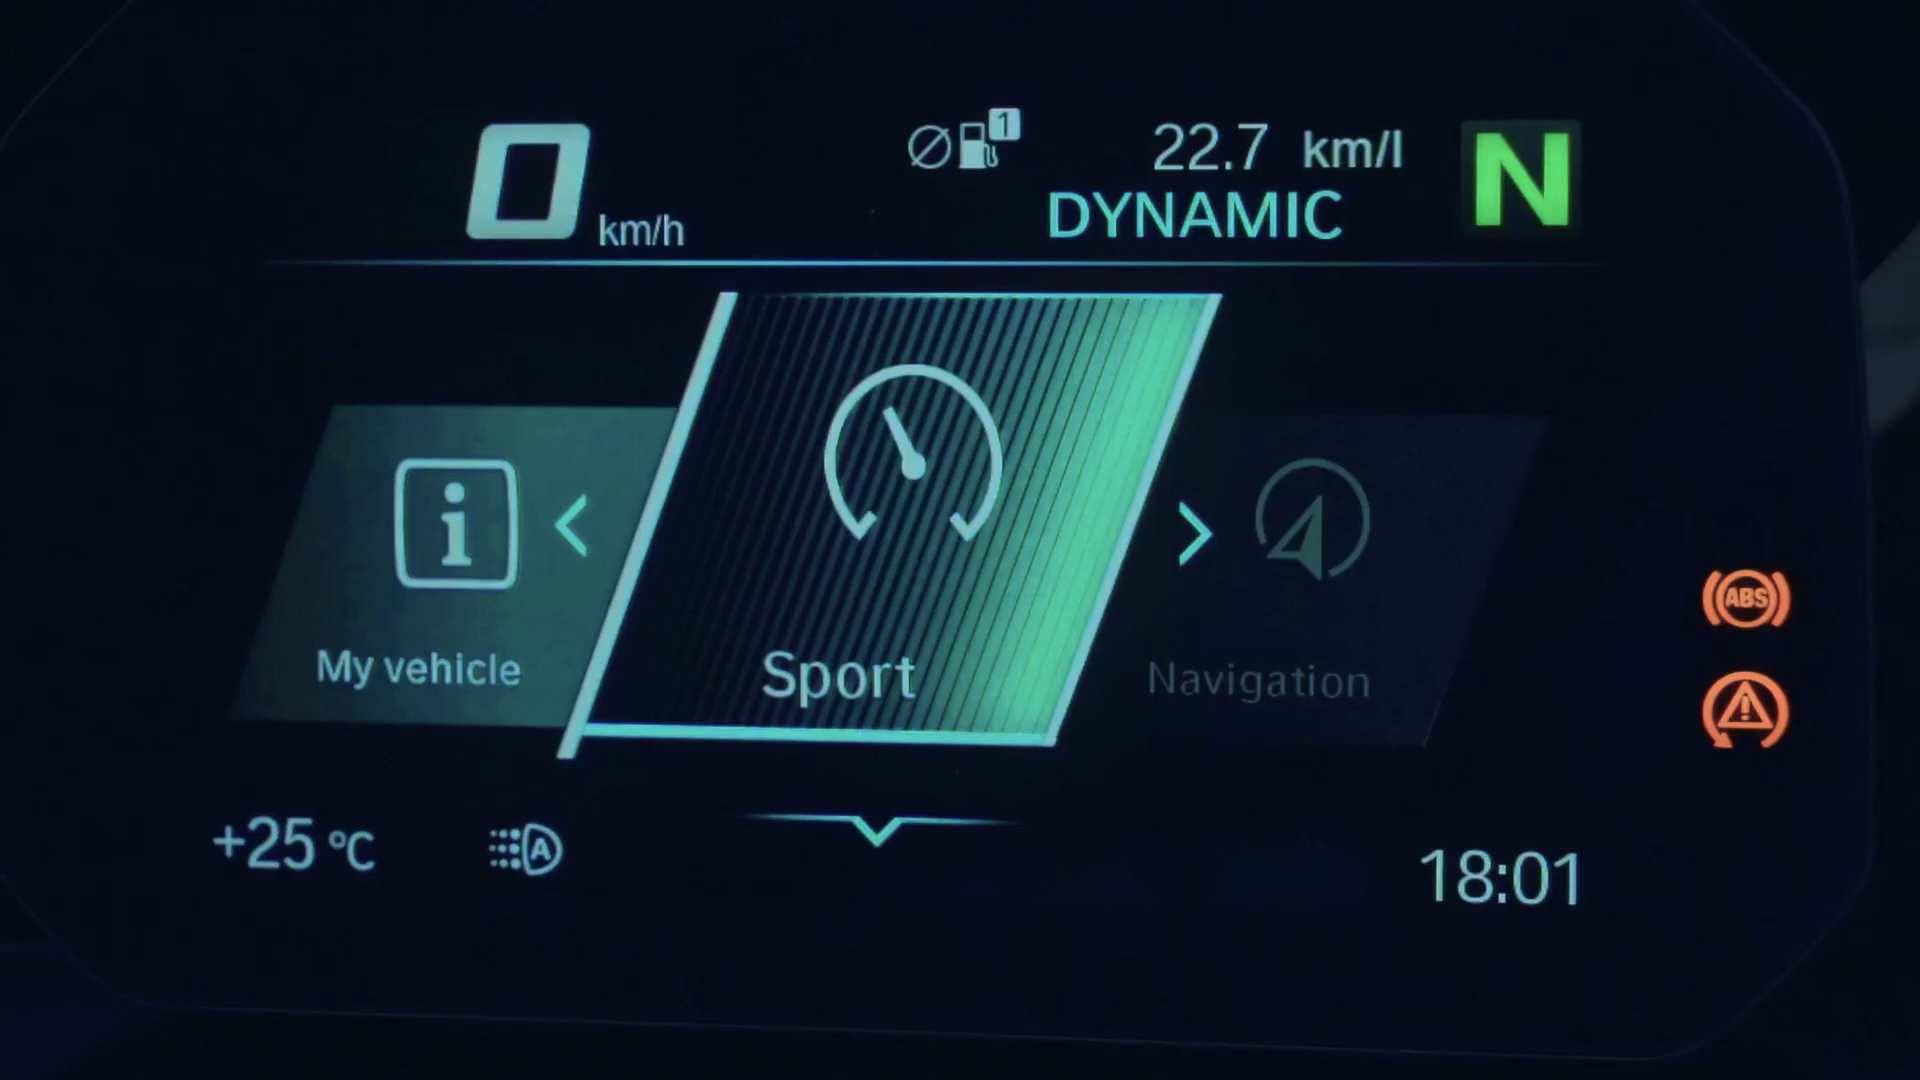 0 km/h
1
22.7 km/l
DYNAMIC
N
My vehicle
Sport
Navigation
ABS
+25 °C
A
18:01